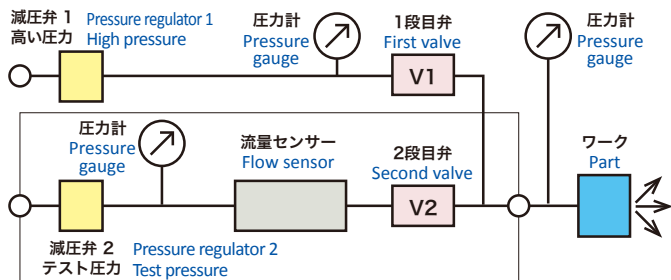 減圧弁 1
高い圧力
Pressure regulator 1
High pressure
圧力計
Pressure
gauge
1段目弁
First valve
V1
圧力計
Pressure
gauge
圧力計
Pressure
gauge
流量センサー
Flow sensor
2段目弁
Second valve
V2
ワーク
Part
減圧弁 2
テスト圧力
Pressure regulator 2
Test pressure